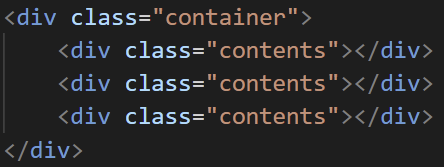 <div class="container">
    <div class="contents"></div>
    <div class="contents"></div>
    <div class="contents"></div>
</div>